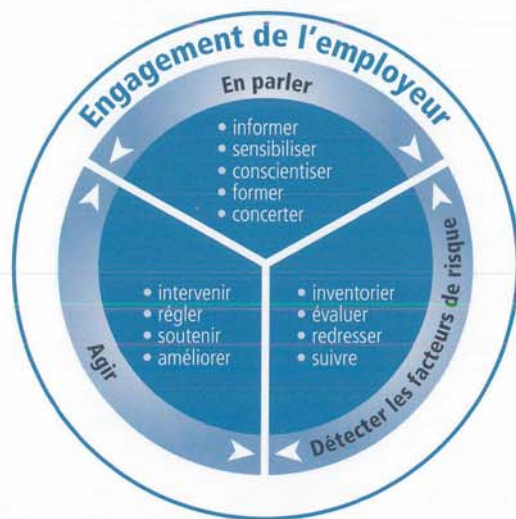 Engagement de l'employeur
En parler
• informer
• sensibiliser
• conscientiser
• former
• concerter
Agir
• intervenir
• régler
• soutenir
• améliorer
Détecter les facteurs de risque
• inventorier
• évaluer
• redresser
• suivre